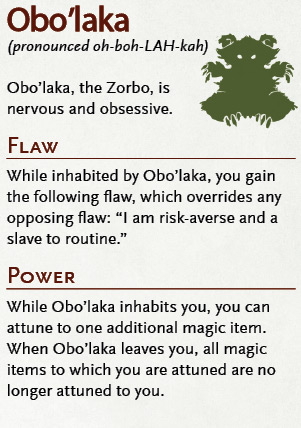 Obo’laka
(pronounced oh-boh-LAH-kah)
Obo’laka, the Zorbo, is
nervous and obsessive.
Flaw
While inhabited by Obo’laka, you gain
the following flaw, which overrides any
opposing flaw: “I am risk-averse and a
slave to routine.”
Power
While Obo’laka inhabits you, you can
attune to one additional magic item.
When Obo’laka leaves you, all magic
items to which you are attuned are no
longer attuned to you.